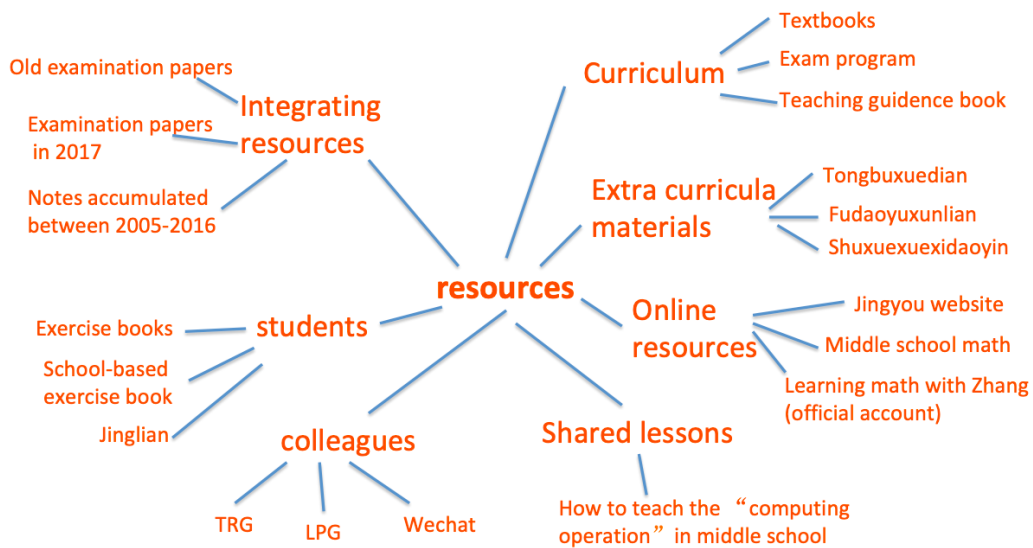 Textbooks
Curriculum
Exam program
Teaching guidence book
Old examination papers
Integrating
resources
Examination papers
in 2017
Notes accumulated
between 2005-2016
Extra curricula
materials
Tongbuxuedian
Fudaoyuxunlian
Shuxuexuexidaoyin
resources
Online
resources
Jingyou website
Middle school math
Learning math with Zhang
(official account)
students
Exercise books
School-based
exercise book
Jinglian
colleagues
TRG
LPG
Wechat
Shared lessons
How to teach the “computing
operation” in middle school